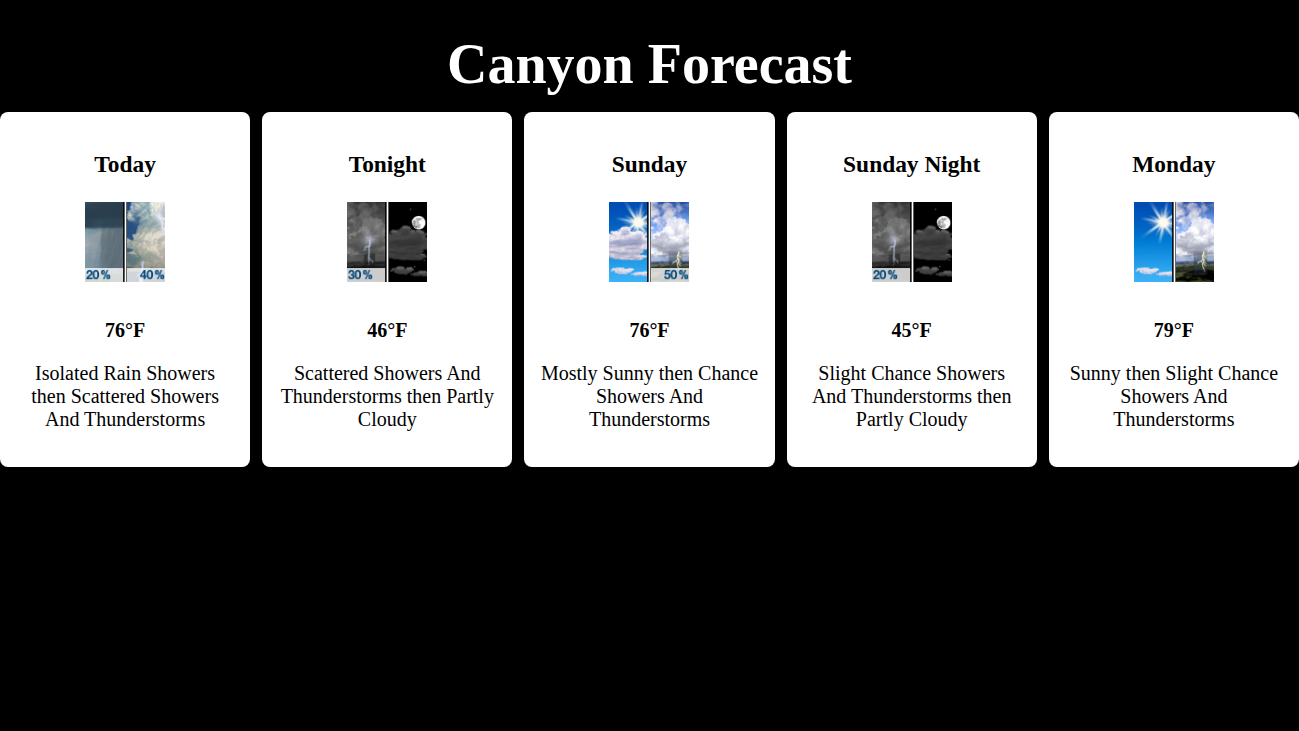 Canyon Forecast
Today
20%
40%
76°F
Isolated Rain Showers
then Scattered Showers
And Thunderstorms
Tonight
30%
46°F
Scattered Showers And
Thunderstorms then Partly
Cloudy
Sunday
50%
76°F
Mostly Sunny then Chance
Showers And
Thunderstorms
Sunday Night
20%
45°F
Slight Chance Showers
And Thunderstorms then
Partly Cloudy
Monday
79°F
Sunny then Slight Chance
Showers And
Thunderstorms